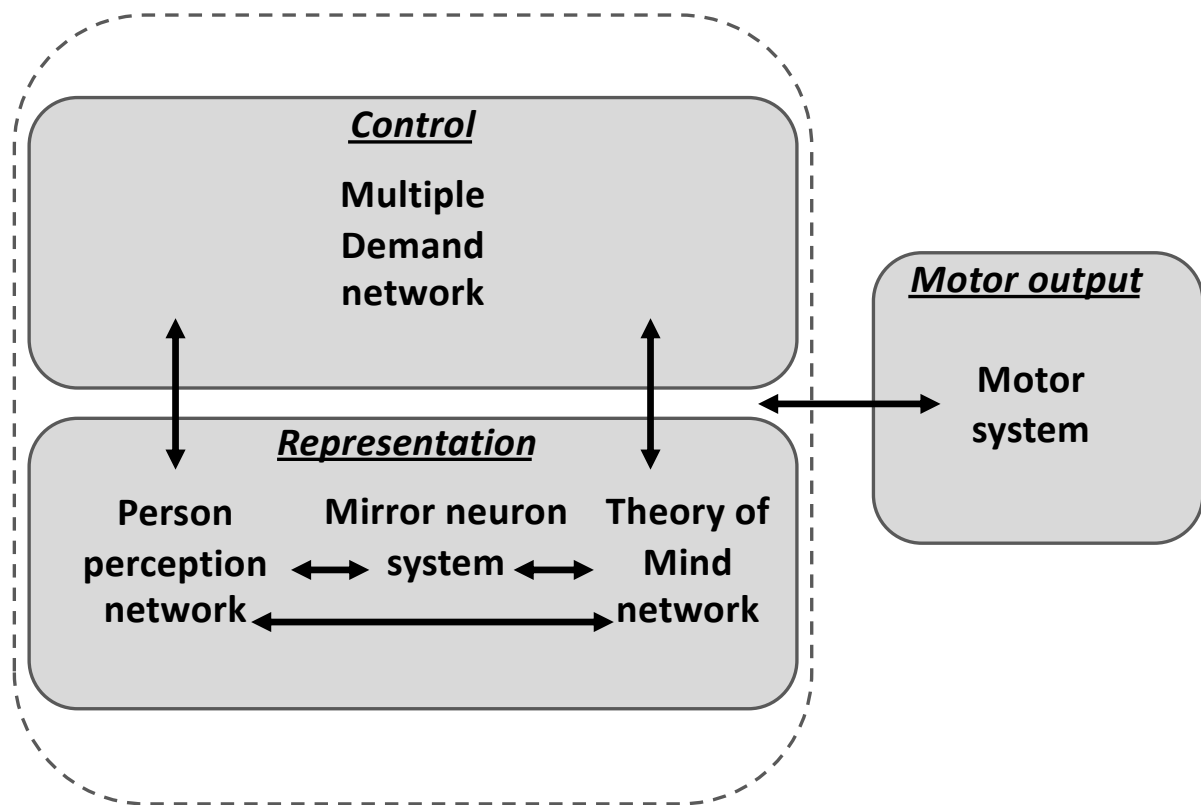 Control
Multiple
Demand
network
Motor output
Motor
system
Representation
Person
perception
network
Mirror neuron
system
Theory of
Mind
network